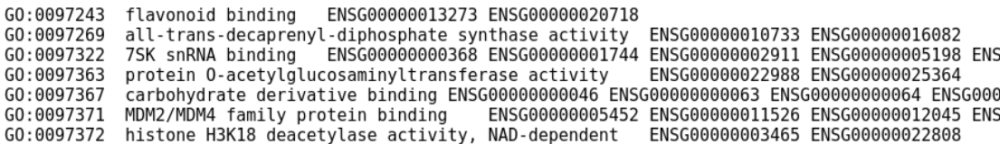 GO:0097243 flavonoid binding ENSG00000013273 ENSG00000020718
GO:0097269 all-trans-decaprenyl-diphosphate synthase activity ENSG00000010733 ENSG00000016082
GO:0097322 7SK snRNA binding ENSG00000000368 ENSG00000001744 ENSG00000002911 ENSG00000005198 ENS
GO:0097363 protein O-acetylglucosaminyltransferase activity ENSG00000022988 ENSG00000025364
GO:0097367 carbohydrate derivative binding ENSG00000000046 ENSG00000000063 ENSG00000000064 ENSG000
GO:0097371 MDM2/MDM4 family protein binding ENSG00000005452 ENSG00000011526 ENSG00000012045 ENS
GO:0097372 histone H3K18 deacetylase activity, NAD-dependent ENSG00000003465 ENSG00000022808